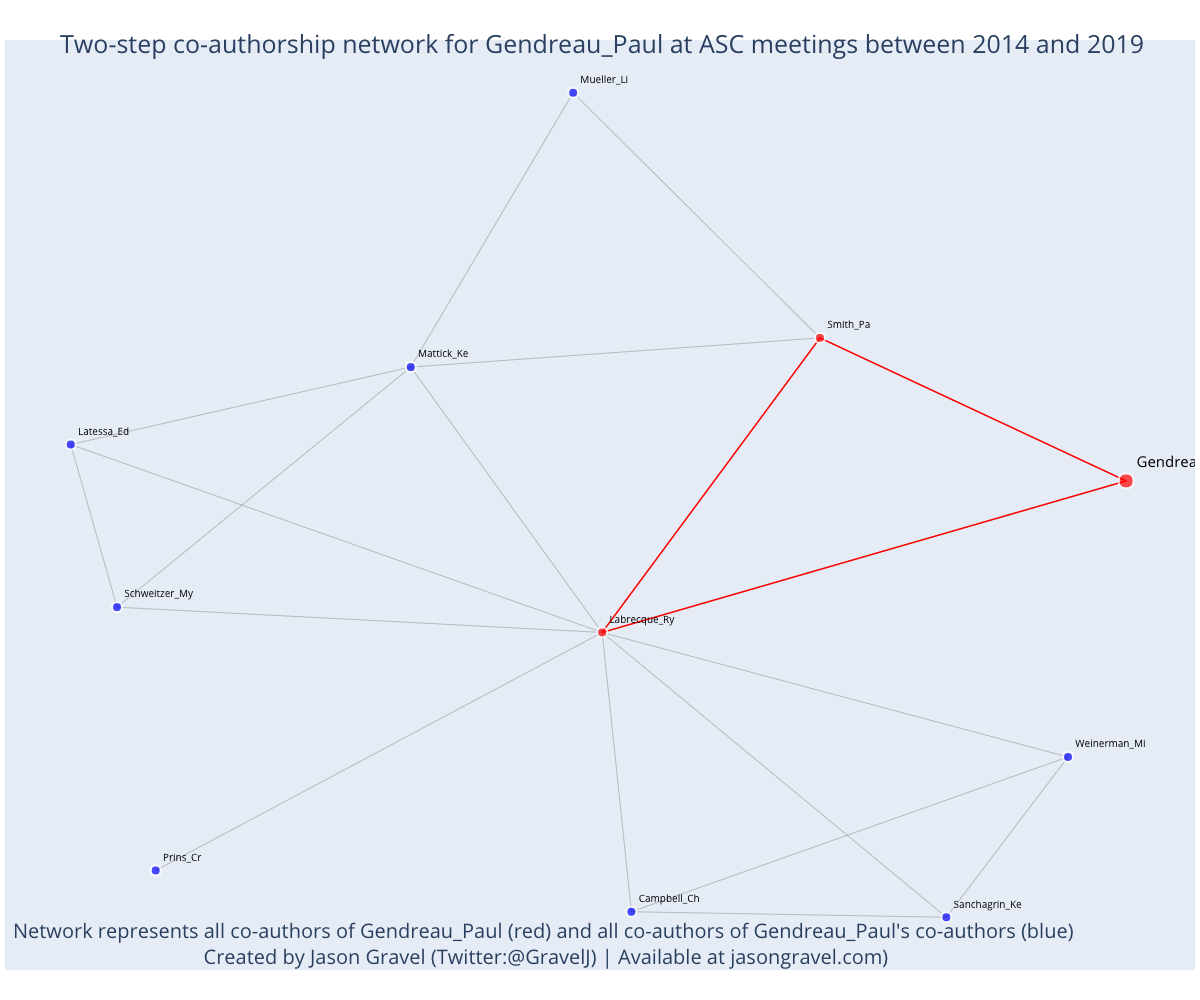 Two-step co-authorship network for Gendreau_Paul at ASC meetings between 2014 and 2019
Mueller_Li
Smith_Pa
Mattick_Ke
Latessa_Ed
Gendrea
Schweitzer_My
Labrecque_Ry
Weinerman_Mi
Prins_Cr
Campbell_Ch
Sanchagrin_Ke
Network represents all co-authors of Gendreau_Paul (red) and all co-authors of Gendreau_Paul's co-authors (blue)
Created by Jason Gravel (Twitter:@GravelJ) | Available at jasongravel.com)